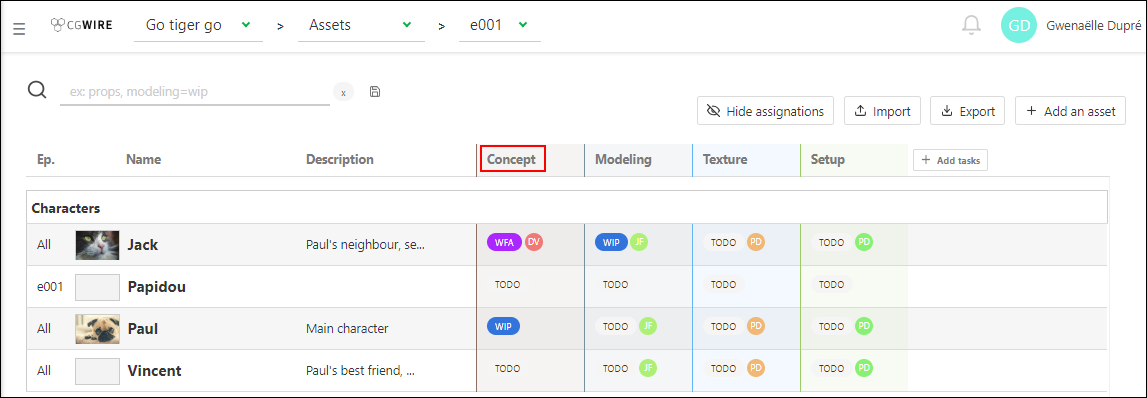 CGWIRE Go tiger go > Assets > e001 GD Gwenaëlle Dupré
ex: props, modeling=wip x
Hide assignations Import Export + Add an asset
Ep. Name Description Concept Modeling Texture Setup + Add tasks
Characters
All Jack Paul's neighbour, se... WFA DV WIP JF TODO PD TODO PD
e001 Papidou TODO TODO TODO TODO
All Paul Main character WIP TODO JF TODO PD TODO PD
All Vincent Paul's best friend, ... TODO TODO JF TODO PD TODO PD